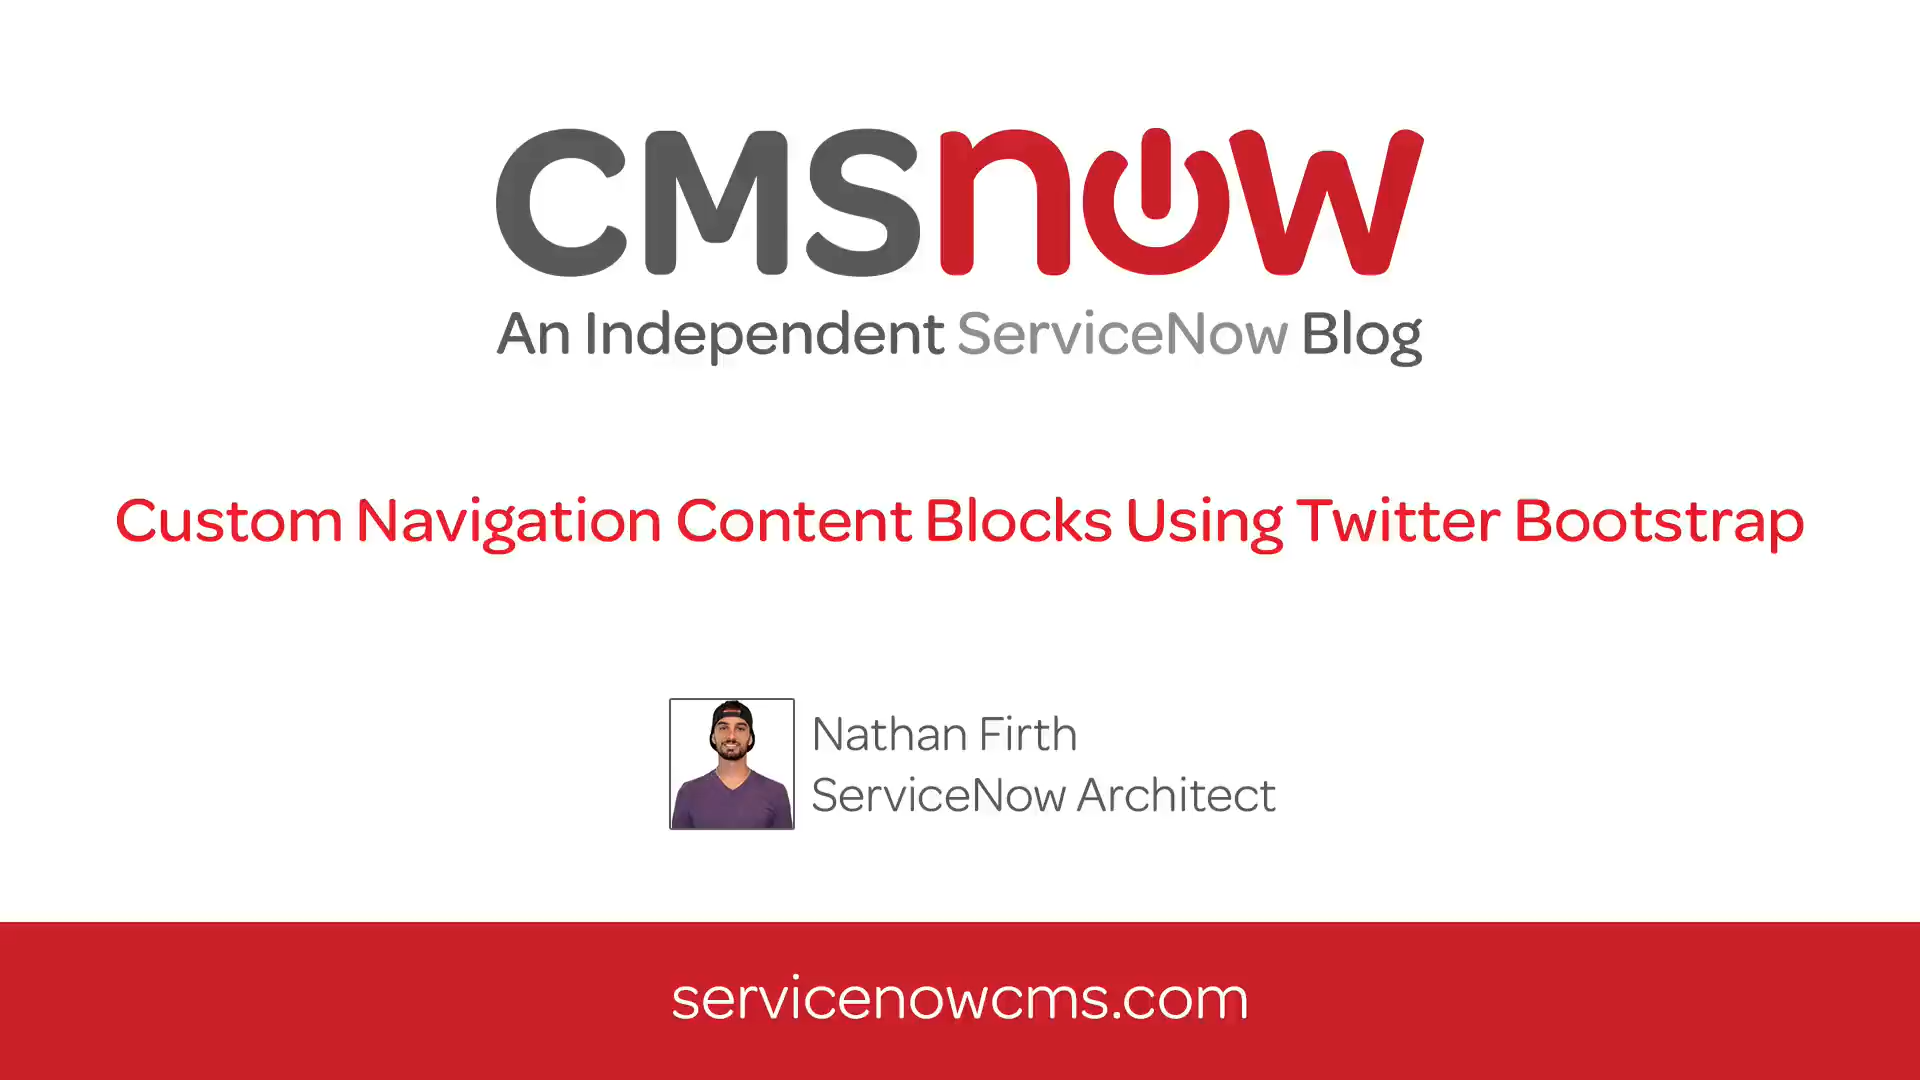 CMSnow
An Independent ServiceNow Blog
Custom Navigation Content Blocks Using Twitter Bootstrap
Nathan Firth
ServiceNow Architect
servicenowcms.com